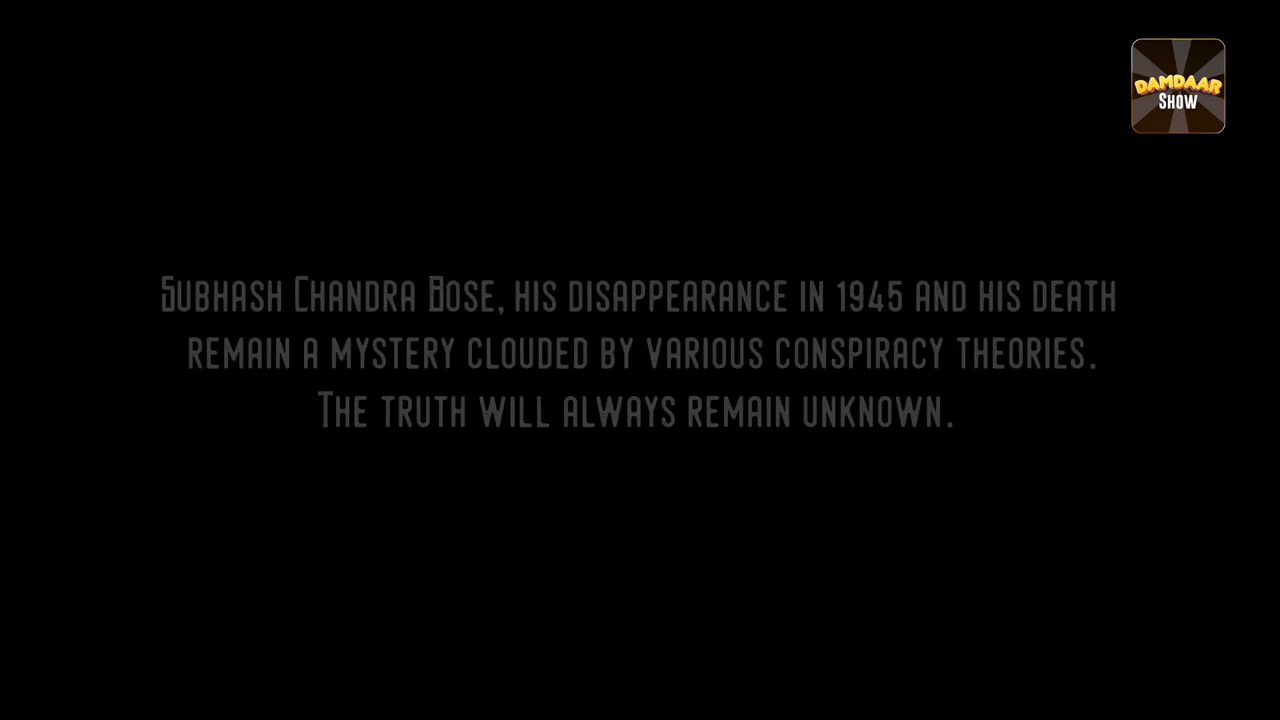 DAMDAAR
SHOW
Subhash Chandra Bose, his disappearance in 1945 and his death
remain a mystery clouded by various conspiracy theories.
The truth will always remain unknown.